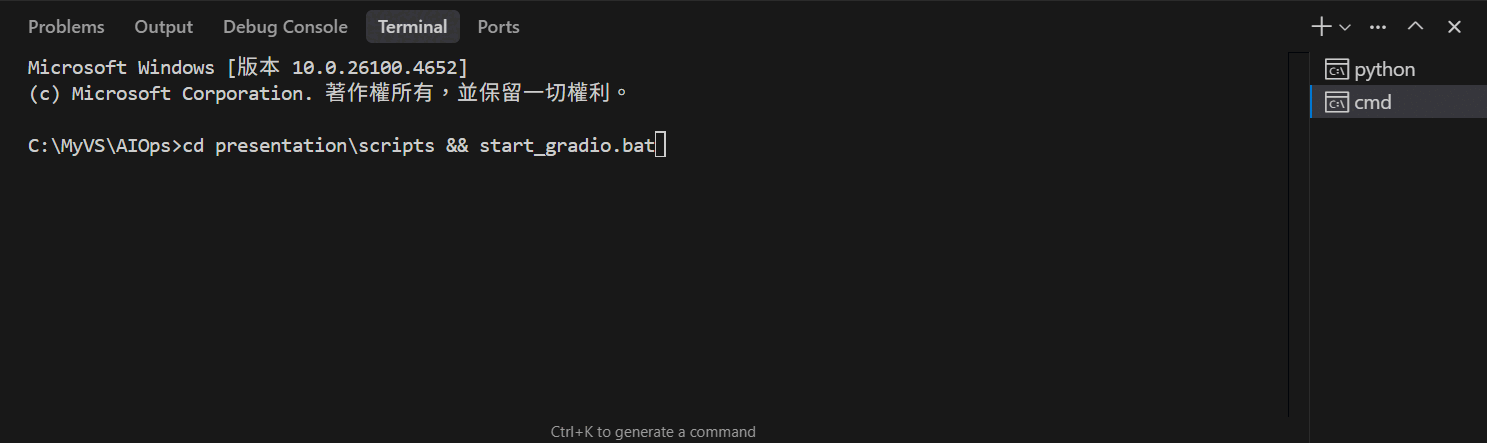 Problems Output Debug Console Terminal Ports
Microsoft Windows [版本 10.0.26100.4652]
(c) Microsoft Corporation. 著作權所有，並保留一切權利。
C:\MyVS\AIOps>cd presentation\scripts && start_gradio.bat
python
cmd
Ctrl+K to generate a command